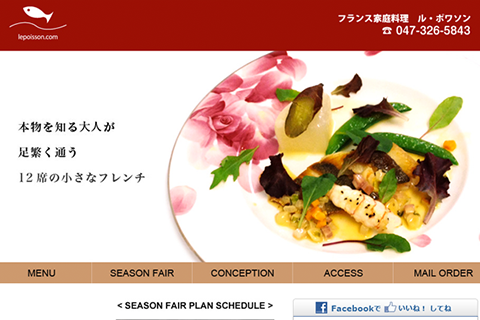 lepoisson.com
フランス家庭料理 ル・ポワソン
☎ 047-326-5843
本物を知る大人が
足繁く通う
12席の小さなフレンチ
MENU
SEASON FAIR
CONCEPTION
ACCESS
MAIL ORDER
< SEASON FAIR PLAN SCHEDULE >
Facebookで いいね！ してね